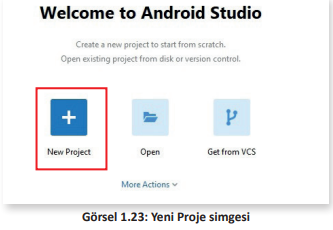 Welcome to Android Studio
Create a new project to start from scratch.
Open existing project from disk or version control.
New Project
Open
Get from VCS
More Actions
Görsel 1.23: Yeni Proje simgesi